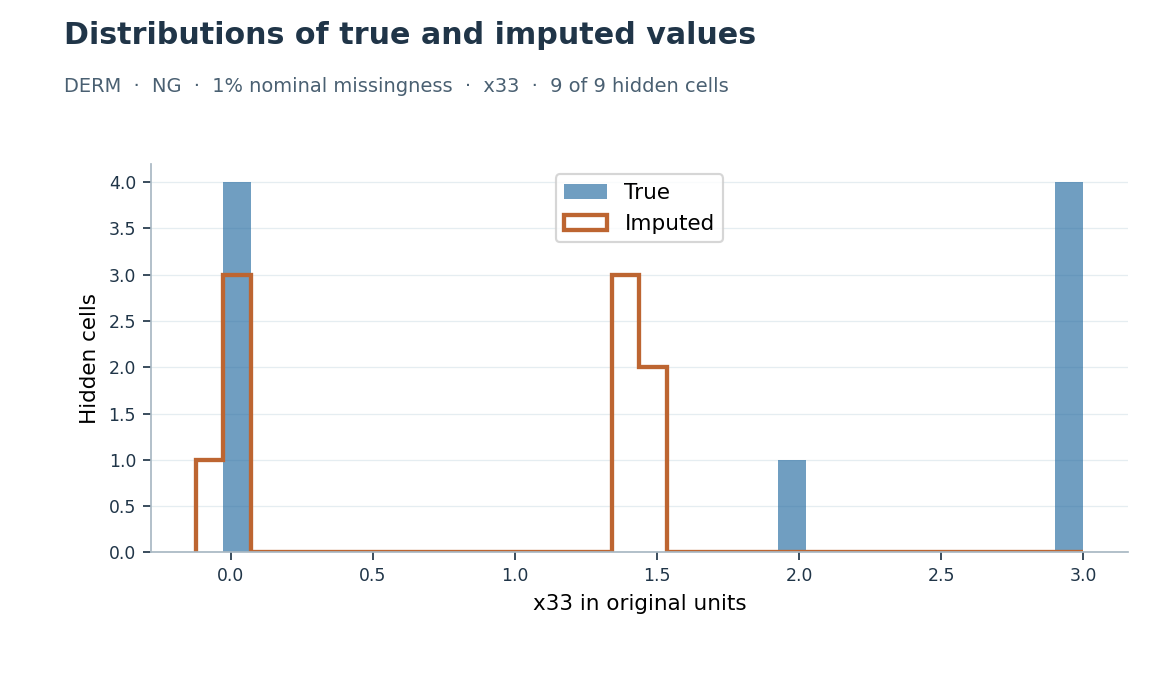 Distributions of true and imputed values
DERM · NG · 1% nominal missingness · x33 · 9 of 9 hidden cells
True
Imputed
Hidden cells
4.0
3.5
3.0
2.5
2.0
1.5
1.0
0.5
0.0
0.0 0.5 1.0 1.5 2.0 2.5 3.0
x33 in original units